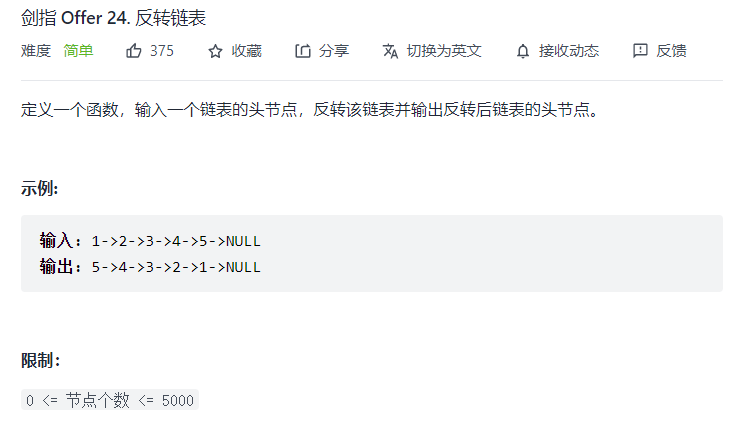 剑指 Offer 24. 反转链表
难度 简单 375 收藏 分享 切换为英文 接收动态 反馈
定义一个函数，输入一个链表的头节点，反转该链表并输出反转后链表的头节点。
示例:
输入: 1->2->3->4->5->NULL
输出: 5->4->3->2->1->NULL
限制：
0 <= 节点个数 <= 5000